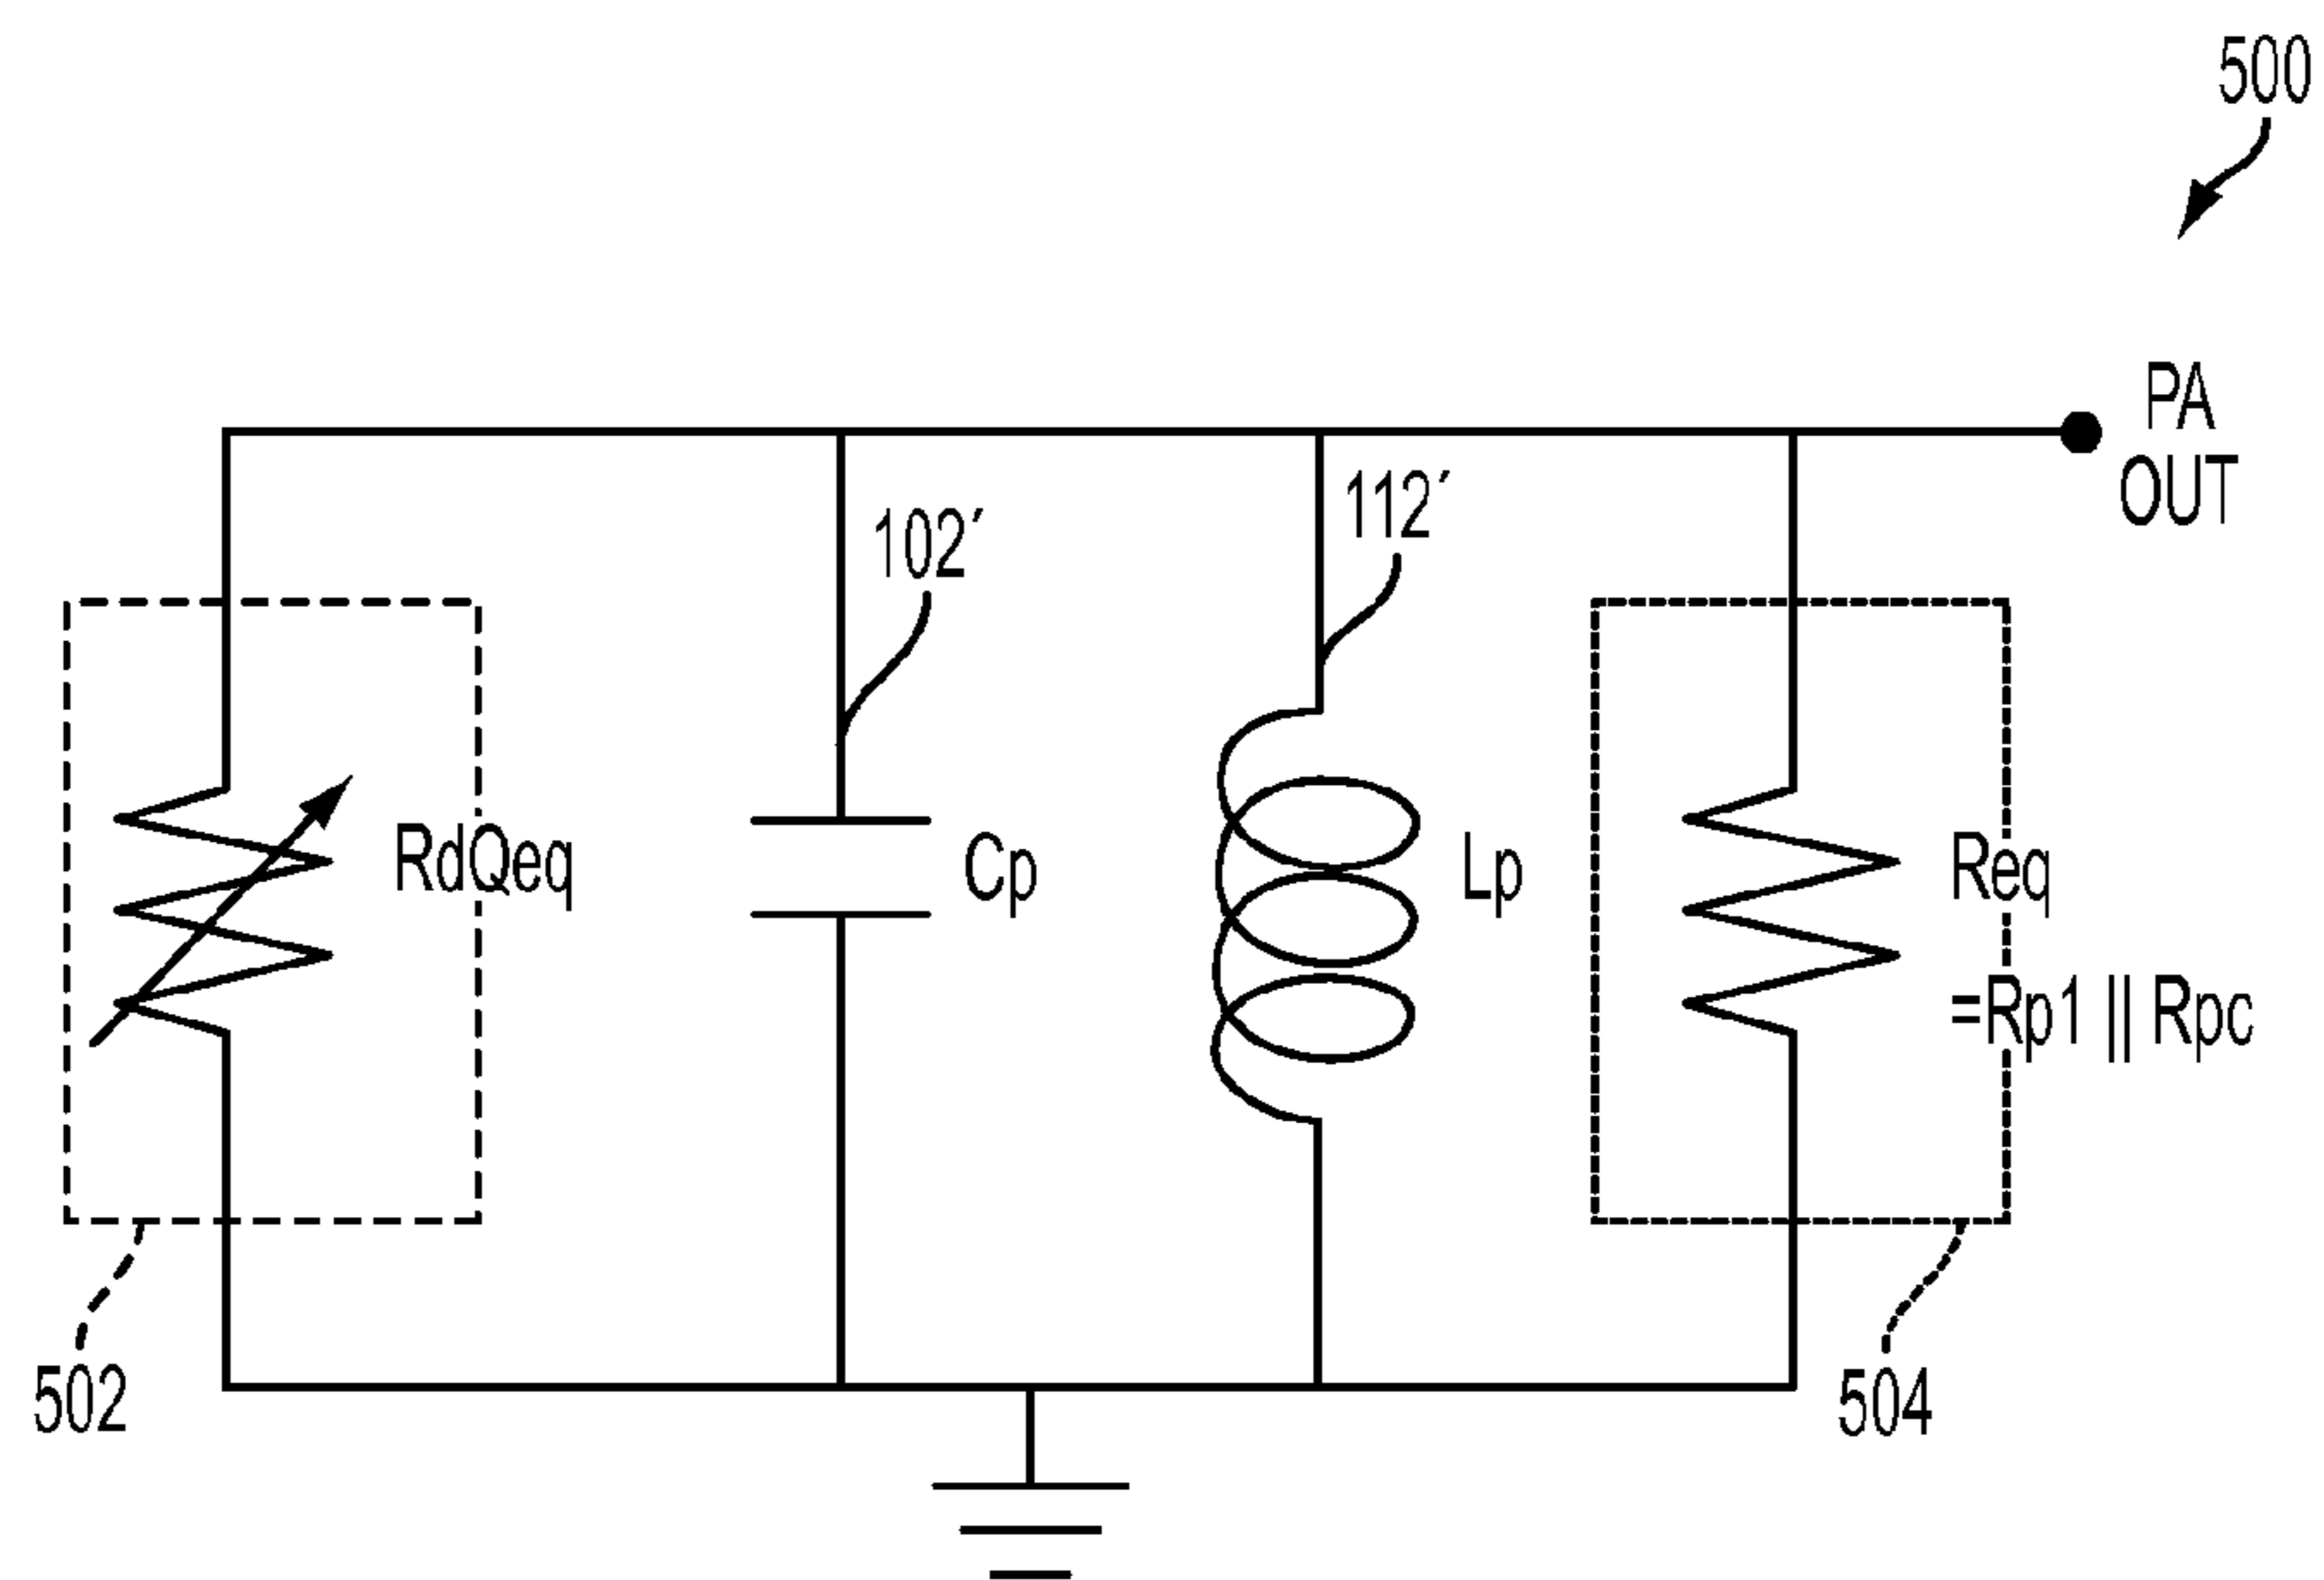 500
PA
OUT
112′
102′
RdQeq
Cp
Lp
Req
=Rp1 || Rpc
502
504